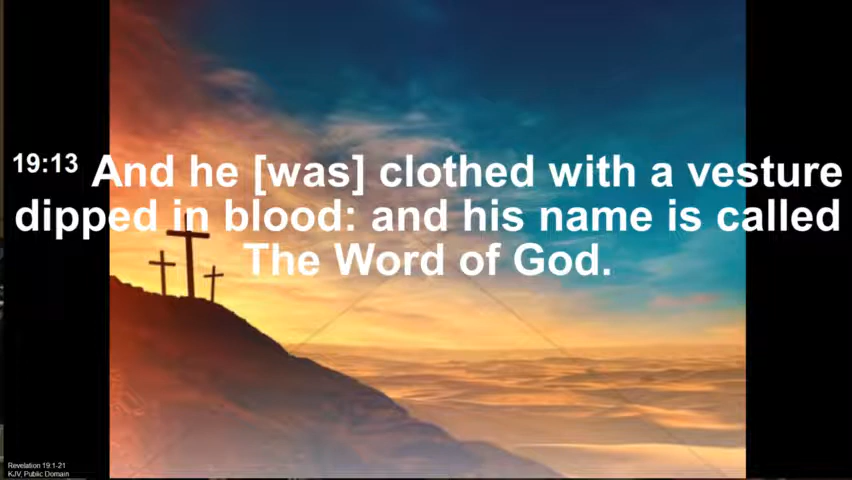 19:13 And he [was] clothed with a vesture
dipped in blood: and his name is called
The Word of God.
Revelation 19:1-21
KJV, Public Domain